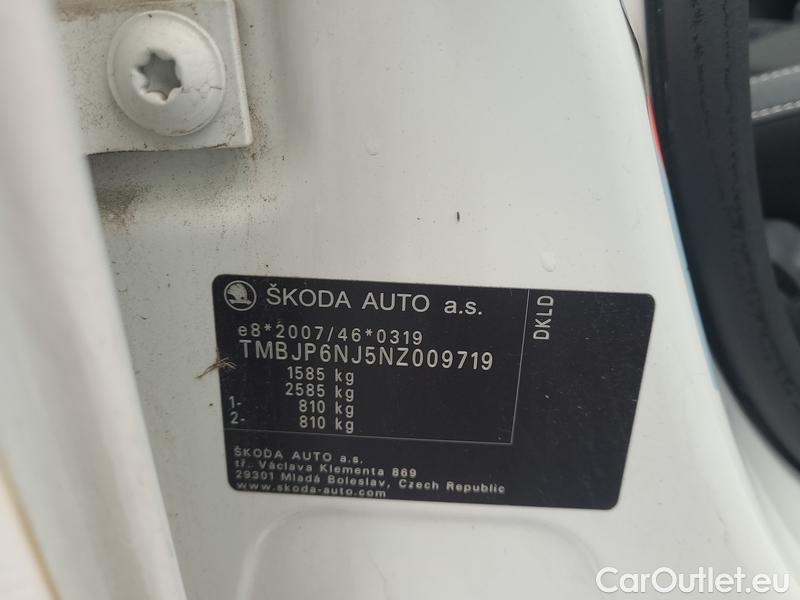 ŠKODA AUTO a.s.
DKLD
e8*2007/46*0319
TMBJP6NJ5NZ009719
1585 kg
2585 kg
1- 810 kg
2- 810 kg
ŠKODA AUTO a.s.
tř. Václava Klementa 869
29301 Mladá Boleslav, Czech Republic
www.skoda-auto.com
CarOutlet.eu